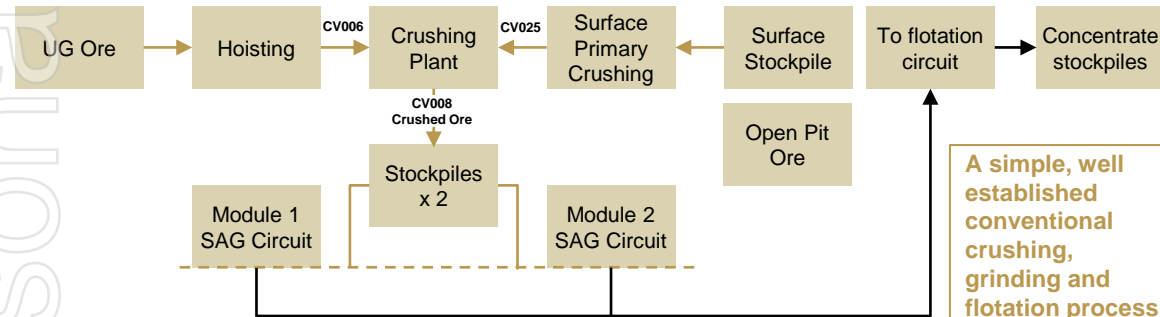 UG Ore
Hoisting
CV006
Crushing
Plant
CV025
Surface
Primary
Crushing
Surface
Stockpile
To flotation
circuit
Concentrate
stockpiles
CV008
Crushed Ore
Open Pit
Ore
Stockpiles
x 2
Module 1
SAG Circuit
Module 2
SAG Circuit
A simple, well
established
conventional
crushing,
grinding and
flotation process